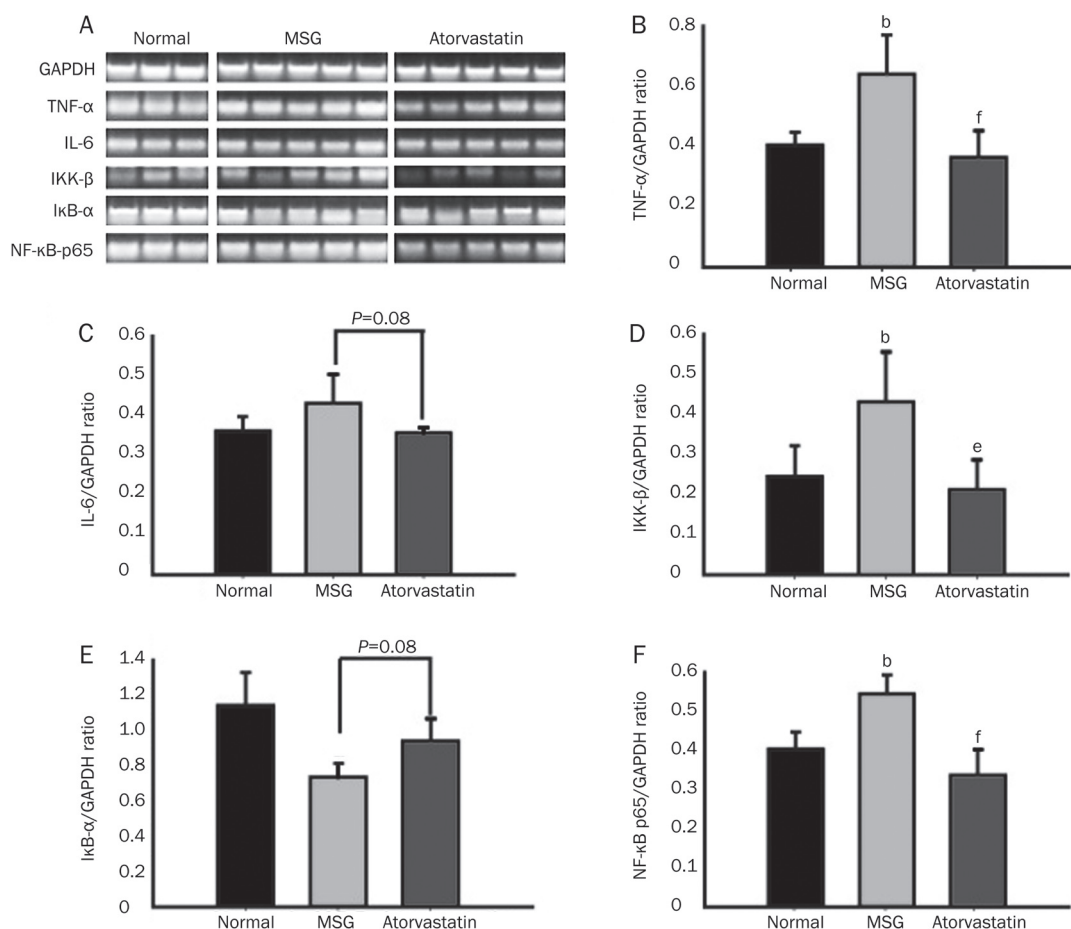 A
Normal MSG Atorvastatin
GAPDH
TNF-α
IL-6
IKK-β
IκB-α
NF-κB-p65
B
TNF-α/GAPDH ratio
0.8
0.6
0.4
0.2
0
b
f
Normal MSG Atorvastatin
C
IL-6/GAPDH ratio
0.6
0.5
0.4
0.3
0.2
0.1
0
P=0.08
Normal MSG Atorvastatin
D
IKK-β/GAPDH ratio
0.6
0.5
0.4
0.3
0.2
0.1
0
b
e
Normal MSG Atorvastatin
E
IκB-α/GAPDH ratio
1.4
1.2
1.0
0.8
0.6
0.4
0.2
0
P=0.08
Normal MSG Atorvastatin
F
NF-κB p65/GAPDH ratio
0.6
0.5
0.4
0.3
0.2
0.1
0
b
f
Normal MSG Atorvastatin